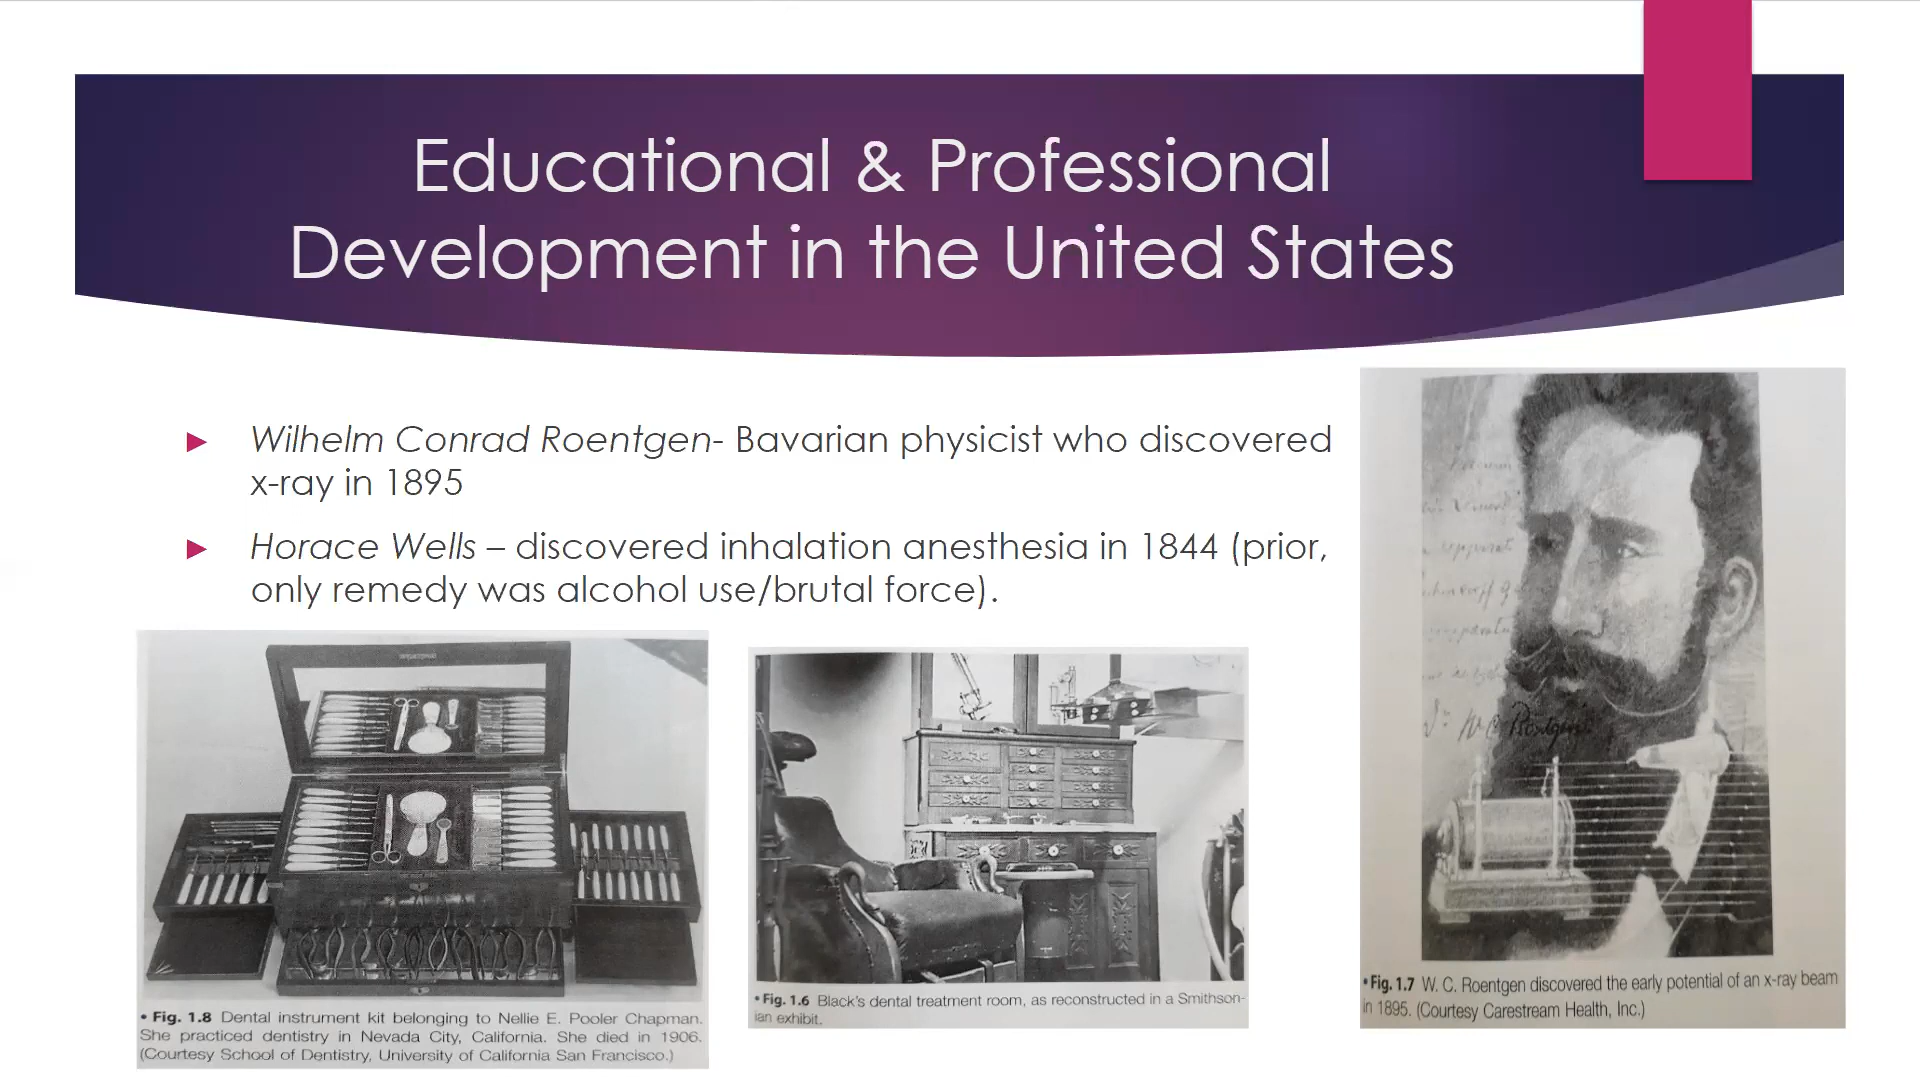 Educational & Professional
Development in the United States
► Wilhelm Conrad Roentgen- Bavarian physicist who discovered
x-ray in 1895
► Horace Wells – discovered inhalation anesthesia in 1844 (prior,
only remedy was alcohol use/brutal force).
• Fig. 1.8 Dental instrument kit belonging to Nellie E. Pooler Chapman.
She practiced dentistry in Nevada City, California. She died in 1906.
(Courtesy School of Dentistry, University of California San Francisco.)
• Fig. 1.6 Black's dental treatment room, as reconstructed in a Smithson-
ian exhibit.
• Fig. 1.7 W. C. Roentgen discovered the early potential of an x-ray beam
in 1895. (Courtesy Carestream Health, Inc.)